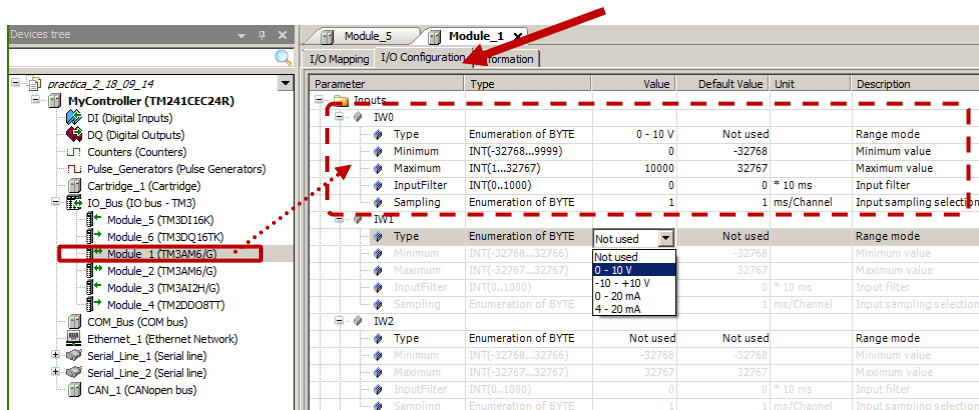 Devices tree
practica_2_18_09_14
MyController (TM241CEC24R)
DI (Digital Inputs)
DQ (Digital Outputs)
Counters (Counters)
Pulse_Generators (Pulse Generators)
Cartridge_1 (Cartridge)
IO_Bus (IO bus - TM3)
Module_5 (TM3DI16K)
Module_6 (TM3DQ16TK)
Module_1 (TM3AM6/G)
Module_2 (TM3AM6/G)
Module_3 (TM3AI2H/G)
Module_4 (TM2DDO8TT)
COM_Bus (COM bus)
Ethernet_1 (Ethernet Network)
Serial_Line_1 (Serial line)
Serial_Line_2 (Serial line)
CAN_1 (CANopen bus)
Module_5 Module_1 x
I/O Mapping I/O Configuration
Parameter Type Value Default Value Unit Description
Inputs
IW0
Type Enumeration of BYTE 0 - 10 V Not used Range mode
Minimum INT(-32768...9999) 0 -32768 Minimum value
Maximum INT(1...32767) 10000 32767 Maximum value
InputFilter INT(0..1000) 0 0 * 10 ms Input filter
Sampling Enumeration of BYTE 1 1 ms/Channel Input sampling selection
IW1
Type Enumeration of BYTE Not used Not used Range mode
Minimum INT(-32768...32766) -32768 Minimum value
Maximum INT(-32767...32767) 32767 Maximum value
InputFilter INT(0..1000) 0 * 10 ms Input filter
Sampling Enumeration of BYTE 1 ms/Channel Input sampling selection
Not used
0 - 10 V
-10 - +10 V
0 - 20 mA
4 - 20 mA
IW2
Type Enumeration of BYTE Not used Not used Range mode
Minimum INT(-32768...32766) -32768 -32768 Minimum value
Maximum INT(-32767...32767) 32767 32767 Maximum value
InputFilter INT(0..1000) 0 0 * 10 ms Input filter
Sampling Enumeration of BYTE 1 1 ms/Channel Input sampling selection